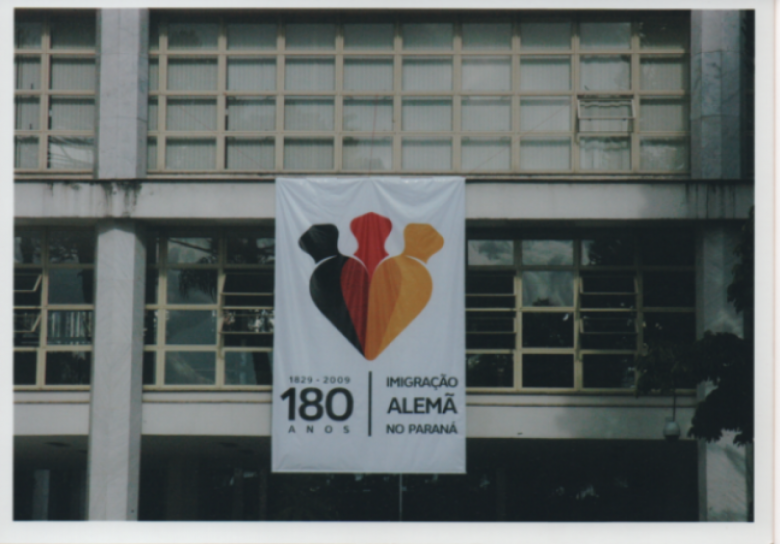 1829 - 2009
180
ANOS
IMIGRAÇÃO
ALEMÃ
NO PARANÁ